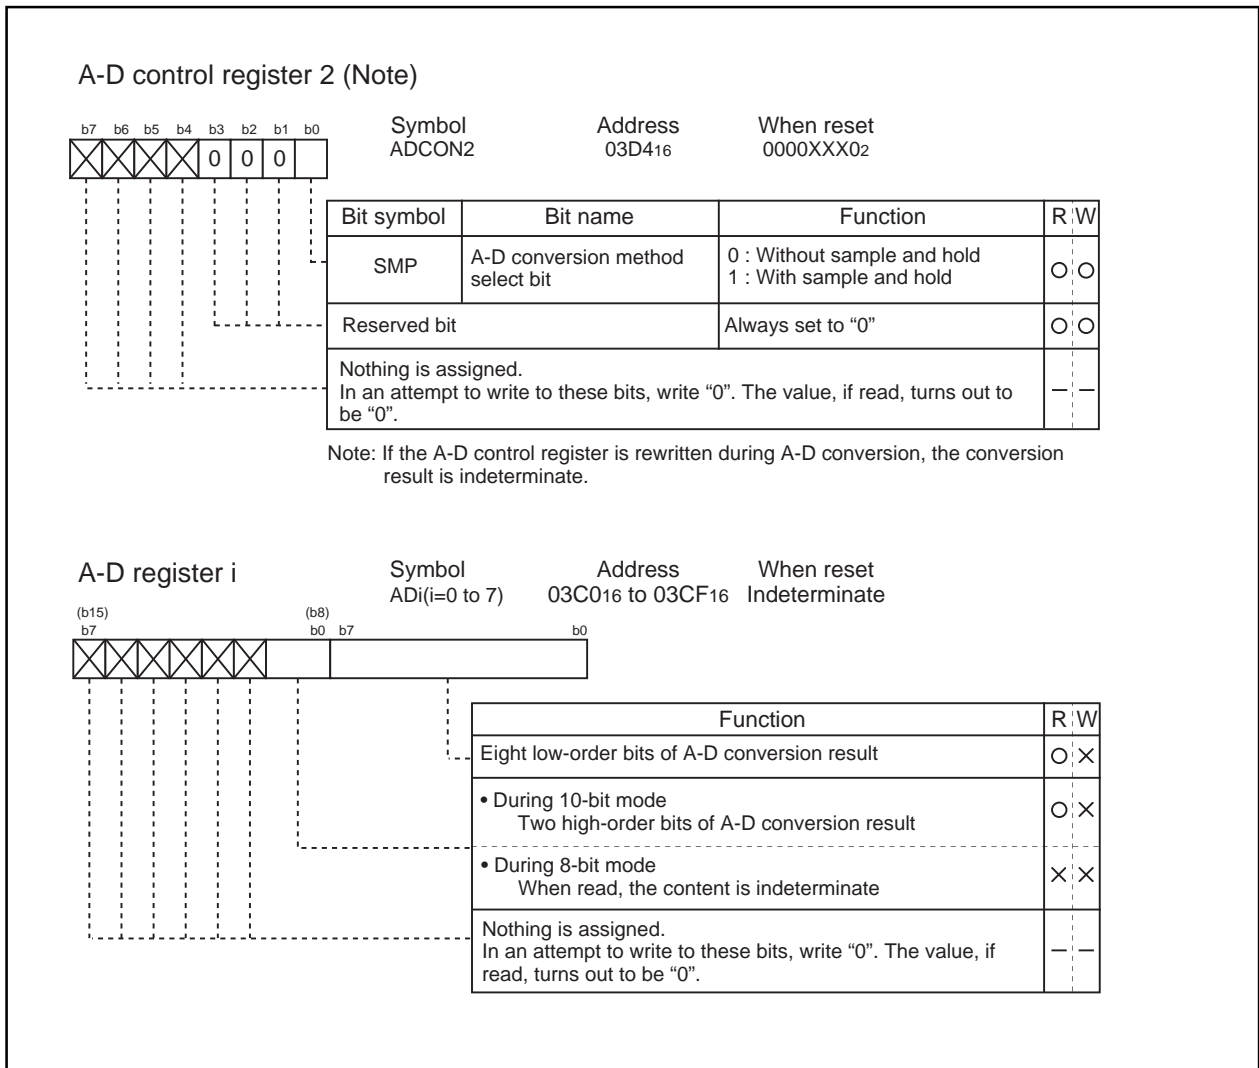 A-D control register 2 (Note)
b7 b6 b5 b4 b3 b2 b1 b0
0 0 0
Symbol Address When reset
ADCON2 03D416 0000XXX02
Bit symbol Bit name Function R W
SMP A-D conversion method select bit 0 : Without sample and hold
1 : With sample and hold
Reserved bit Always set to “0”
Nothing is assigned.
In an attempt to write to these bits, write “0”. The value, if read, turns out to
be “0”.
Note: If the A-D control register is rewritten during A-D conversion, the conversion
result is indeterminate.
A-D register i
Symbol Address When reset
ADi(i=0 to 7) 03C016 to 03CF16 Indeterminate
(b15) (b8)
b7 b0 b7 b0
Function R W
Eight low-order bits of A-D conversion result
• During 10-bit mode
Two high-order bits of A-D conversion result
• During 8-bit mode
When read, the content is indeterminate
Nothing is assigned.
In an attempt to write to these bits, write “0”. The value, if
read, turns out to be “0”.